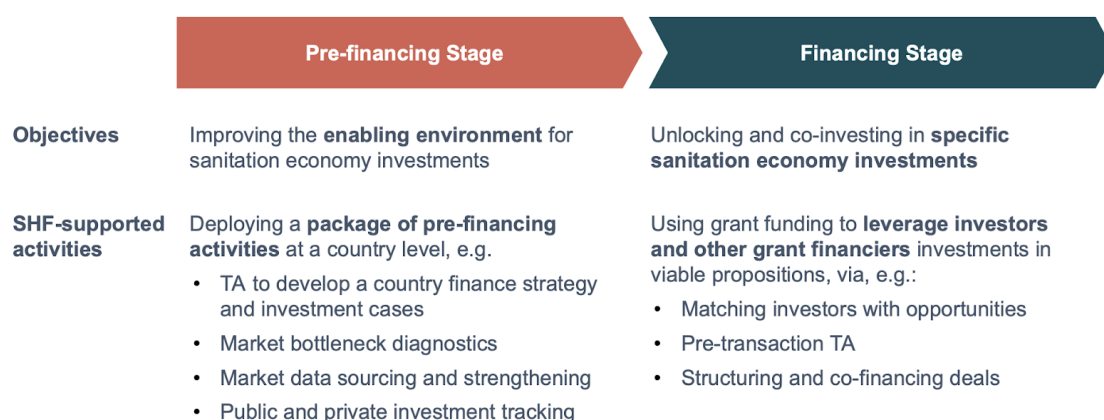 Pre-financing Stage
Financing Stage
Objectives
Improving the enabling environment for
sanitation economy investments
Unlocking and co-investing in specific
sanitation economy investments
SHF-supported
activities
Deploying a package of pre-financing
activities at a country level, e.g.
• TA to develop a country finance strategy
and investment cases
• Market bottleneck diagnostics
• Market data sourcing and strengthening
• Public and private investment tracking
Using grant funding to leverage investors
and other grant financiers investments in
viable propositions, via, e.g.:
• Matching investors with opportunities
• Pre-transaction TA
• Structuring and co-financing deals